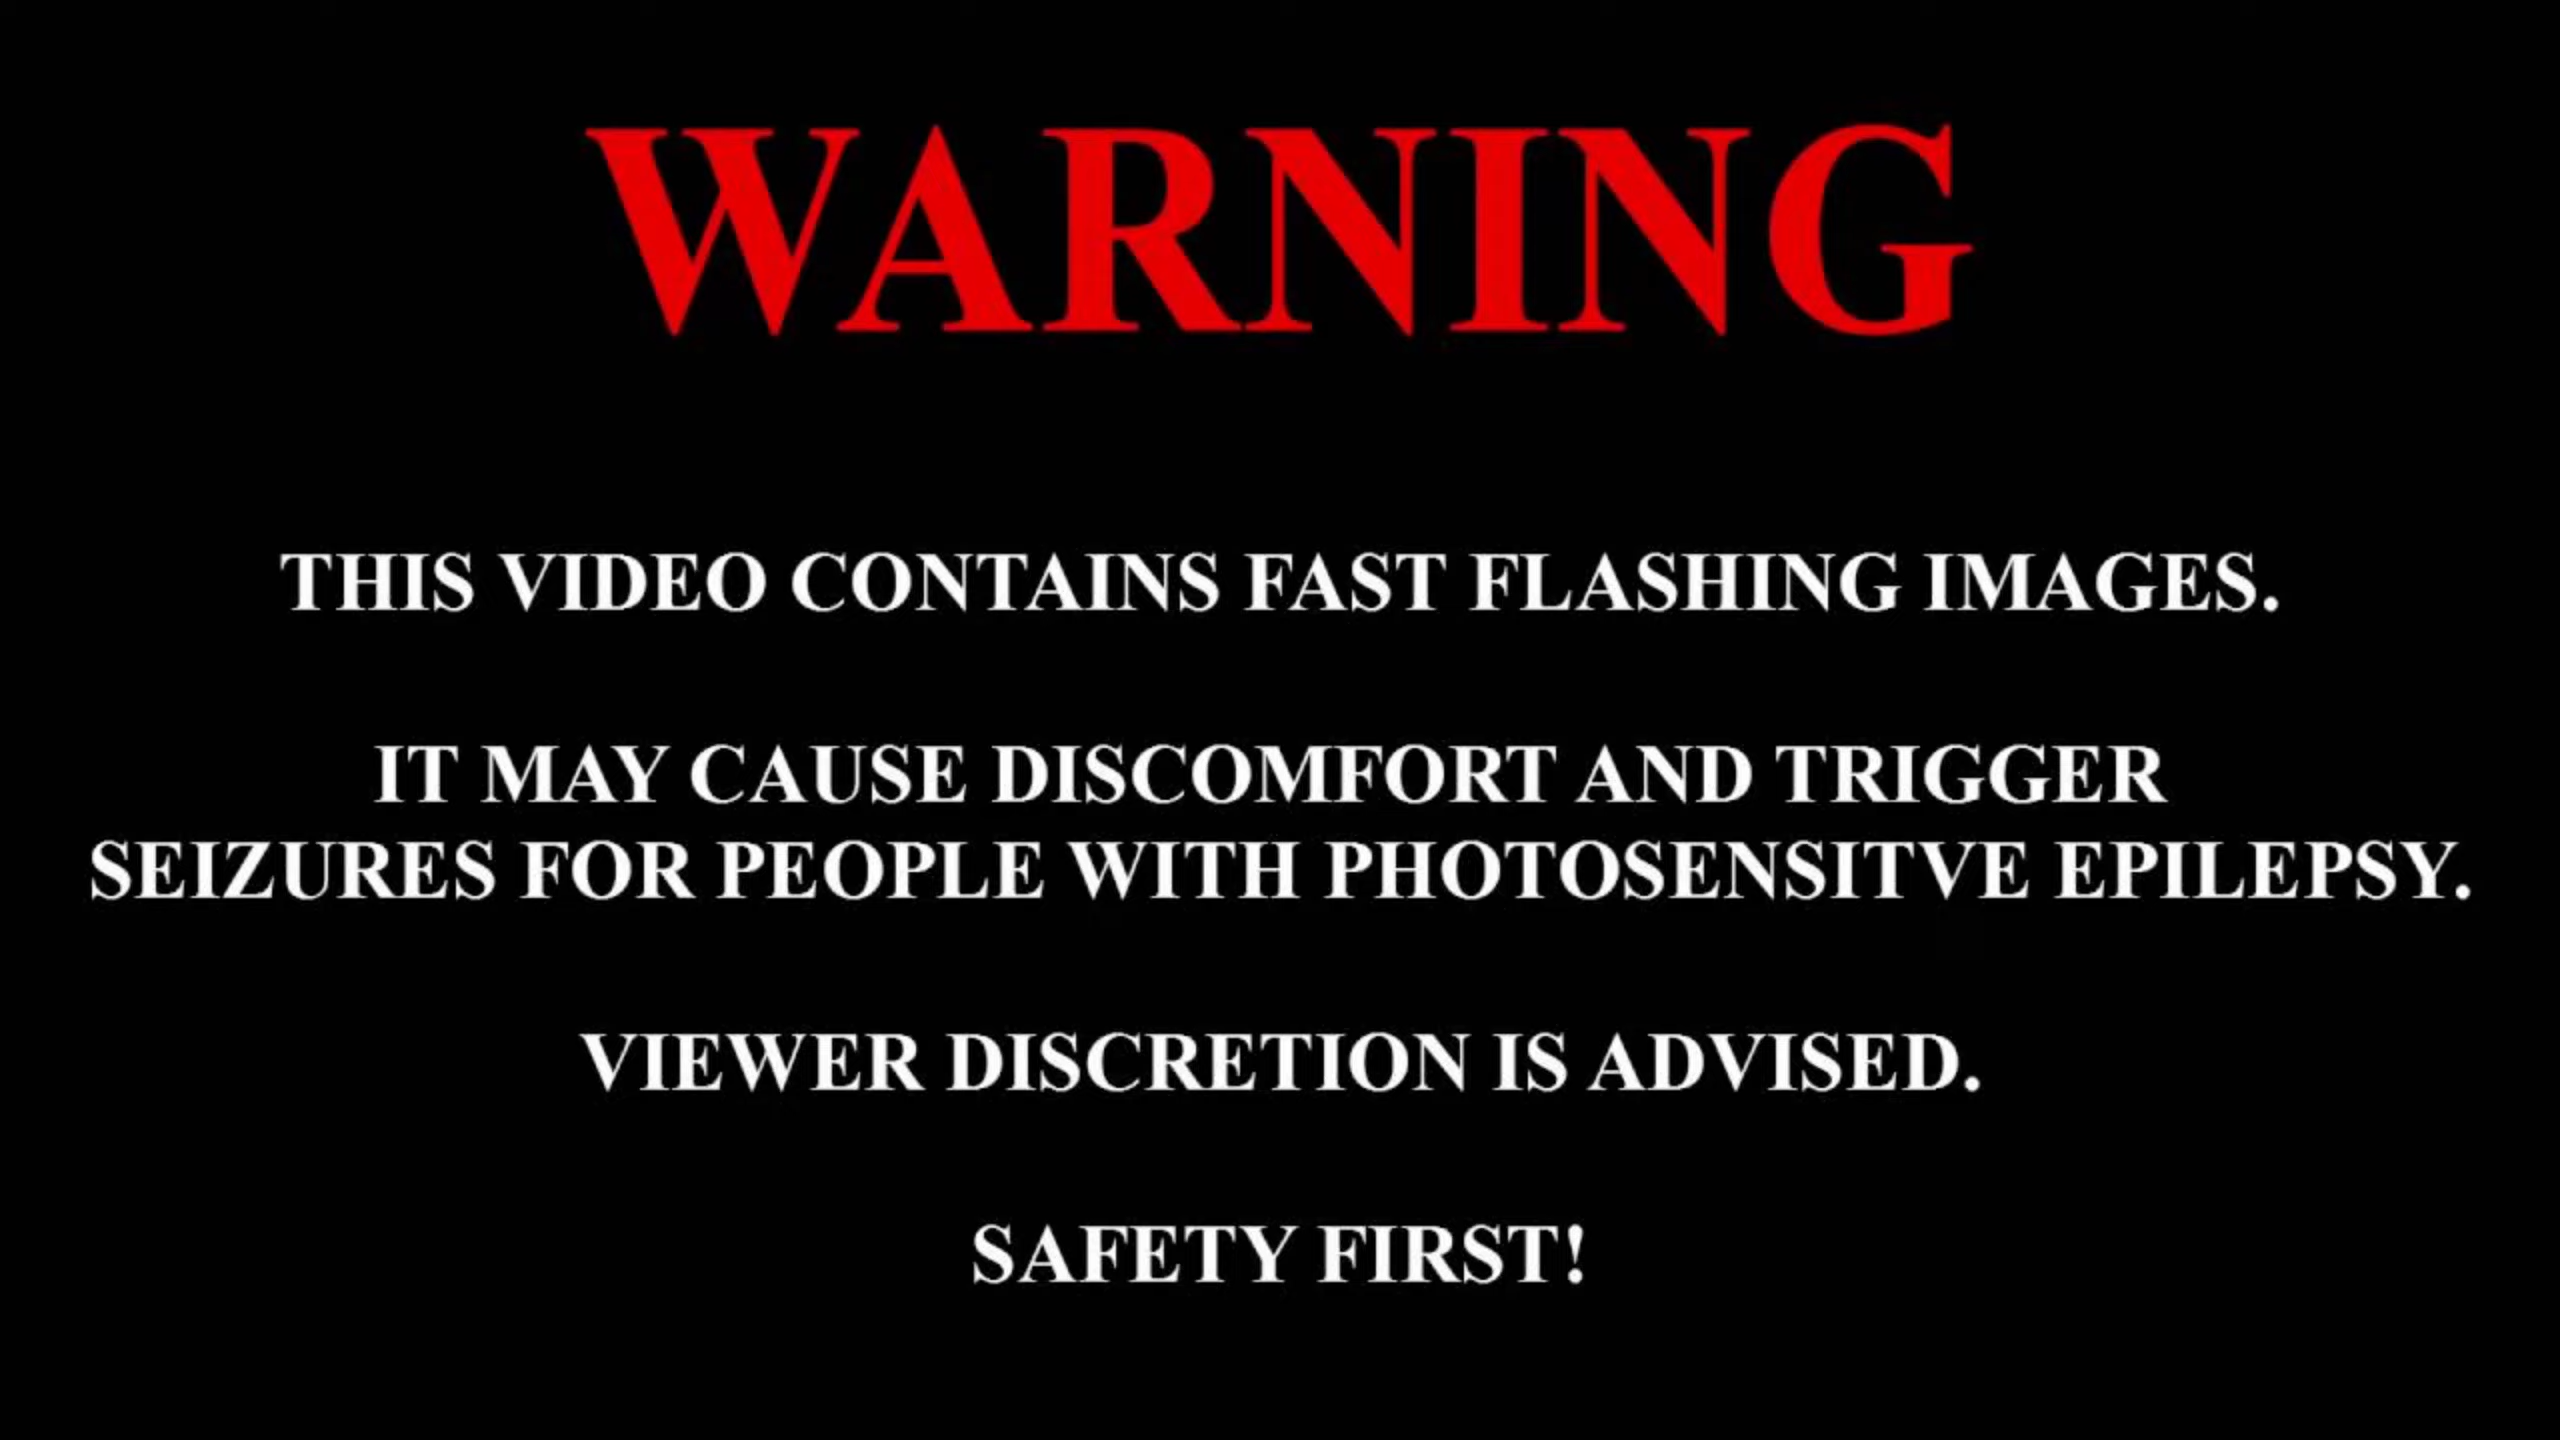 WARNING
THIS VIDEO CONTAINS FAST FLASHING IMAGES.
IT MAY CAUSE DISCOMFORT AND TRIGGER
SEIZURES FOR PEOPLE WITH PHOTOSENSITVE EPILEPSY.
VIEWER DISCRETION IS ADVISED.
SAFETY FIRST!